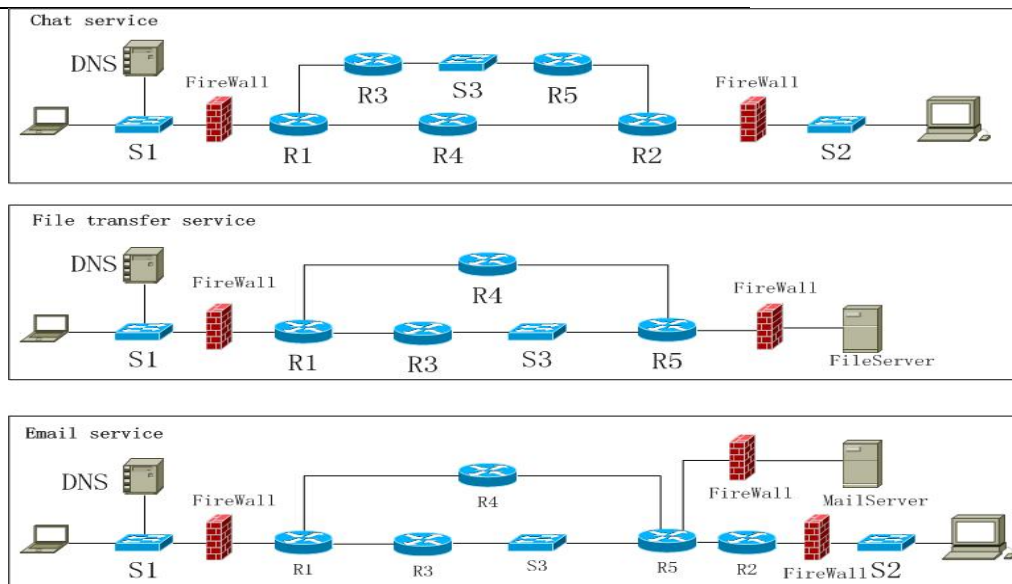 Chat service
DNS
FireWall
FireWall
R3
S3
R5
S1
R1
R4
R2
S2
File transfer service
DNS
FireWall
R4
FireWall
S1
R1
R3
S3
R5
FileServer
Email service
DNS
FireWall
R4
FireWall
MailServer
S1
R1
R3
S3
R5
R2
FireWall
S2